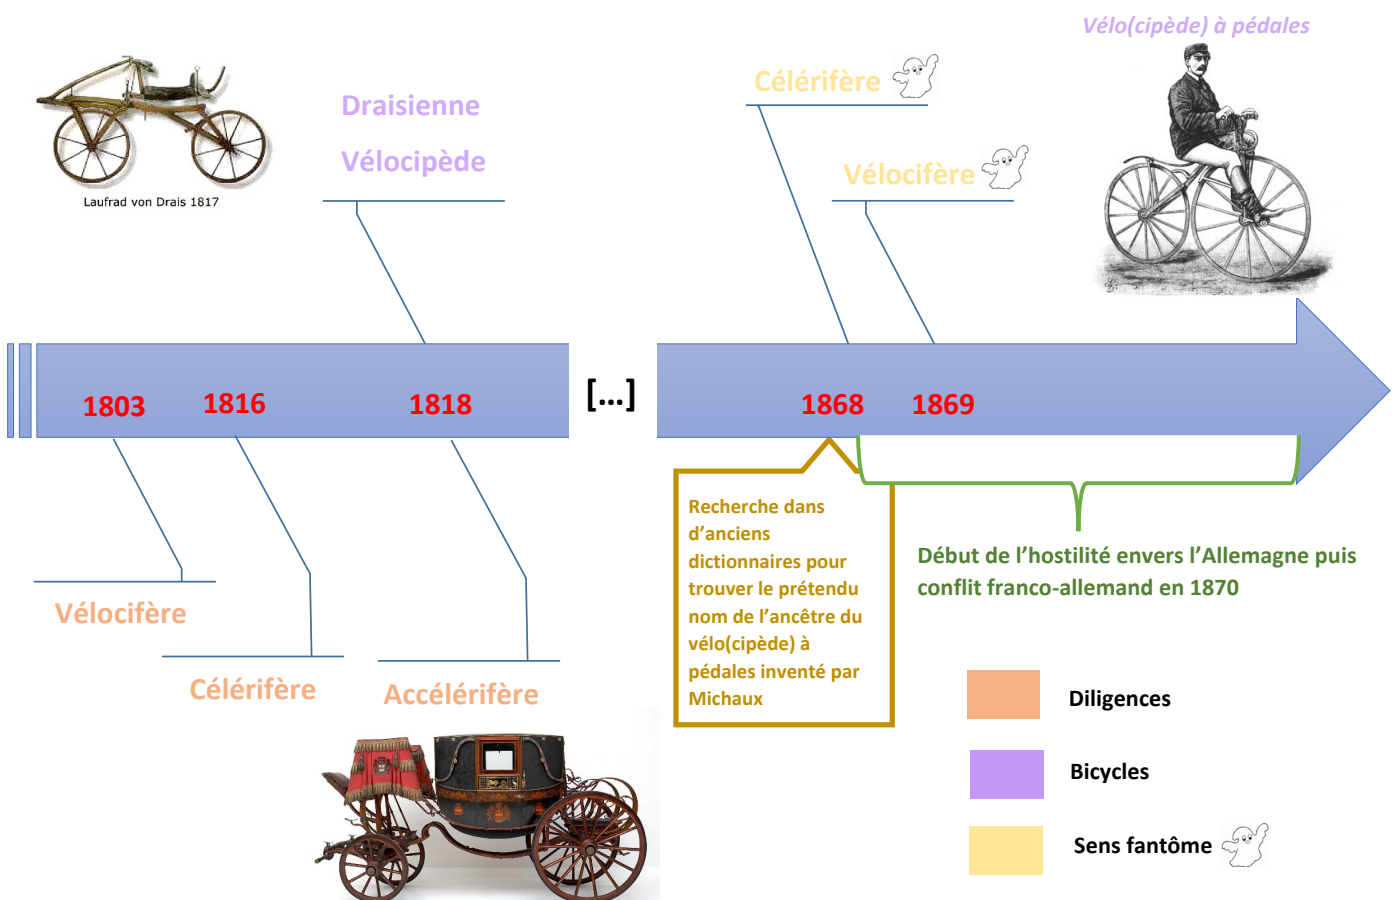 Vélo(cipède) à pédales
Célérifère
Draisienne
Vélocipède
Vélocifère
Laufrad von Drais 1817
1803
1816
1818
[…]
1868
1869
Recherche dans
d’anciens
dictionnaires pour
trouver le prétendu
nom de l’ancêtre du
vélo(cipède) à
pédales inventé par
Michaux
Début de l’hostilité envers l’Allemagne puis
conflit franco-allemand en 1870
Vélocifère
Célérifère
Accélérifère
Diligences
Bicycles
Sens fantôme